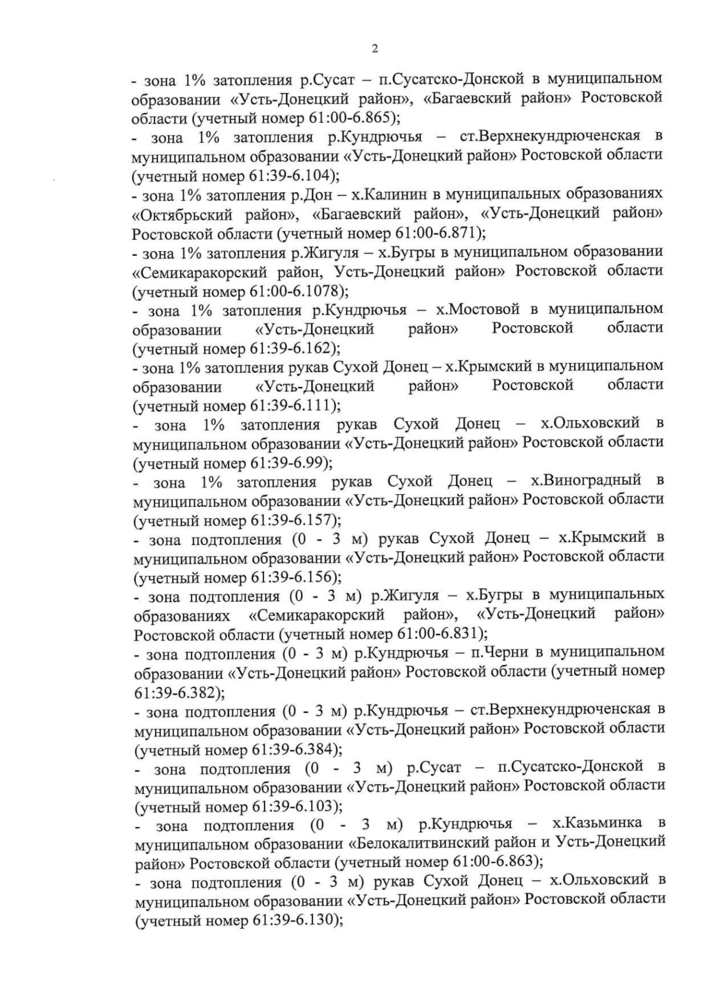 2
- зона 1% затопления р.Сусат – п.Сусатско-Донской в муниципальном
образовании «Усть-Донецкий район», «Багаевский район» Ростовской
области (учетный номер 61:00-6.865);
- зона 1% затопления р.Кундрючья – ст.Верхнекундрюченская в
муниципальном образовании «Усть-Донецкий район» Ростовской области
(учетный номер 61:39-6.104);
- зона 1% затопления р.Дон – х.Калинин в муниципальных образованиях
«Октябрьский район», «Багаевский район», «Усть-Донецкий район»
Ростовской области (учетный номер 61:00-6.871);
- зона 1% затопления р.Жигуля – х.Бугры в муниципальном образовании
«Семикаракорский район, Усть-Донецкий район» Ростовской области
(учетный номер 61:00-6.1078);
- зона 1% затопления р.Кундрючья – х.Мостовой в муниципальном
образовании «Усть-Донецкий район» Ростовской области
(учетный номер 61:39-6.162);
- зона 1% затопления рукав Сухой Донец – х.Крымский в муниципальном
образовании «Усть-Донецкий район» Ростовской области
(учетный номер 61:39-6.111);
- зона 1% затопления рукав Сухой Донец – х.Ольховский в
муниципальном образовании «Усть-Донецкий район» Ростовской области
(учетный номер 61:39-6.99);
- зона 1% затопления рукав Сухой Донец – х.Виноградный в
муниципальном образовании «Усть-Донецкий район» Ростовской области
(учетный номер 61:39-6.157);
- зона подтопления (0 - 3 м) рукав Сухой Донец – х.Крымский в
муниципальном образовании «Усть-Донецкий район» Ростовской области
(учетный номер 61:39-6.156);
- зона подтопления (0 - 3 м) р.Жигуля – х.Бугры в муниципальных
образованиях «Семикаракорский район», «Усть-Донецкий район»
Ростовской области (учетный номер 61:00-6.831);
- зона подтопления (0 - 3 м) р.Кундрючья – п.Черни в муниципальном
образовании «Усть-Донецкий район» Ростовской области (учетный номер
61:39-6.382);
- зона подтопления (0 - 3 м) р.Кундрючья – ст.Верхнекундрюченская в
муниципальном образовании «Усть-Донецкий район» Ростовской области
(учетный номер 61:39-6.384);
- зона подтопления (0 - 3 м) р.Сусат – п.Сусатско-Донской в
муниципальном образовании «Усть-Донецкий район» Ростовской области
(учетный номер 61:39-6.103);
- зона подтопления (0 - 3 м) р.Кундрючья – х.Казьминка в
муниципальном образовании «Белокалитвинский район и Усть-Донецкий
район» Ростовской области (учетный номер 61:00-6.863);
- зона подтопления (0 - 3 м) рукав Сухой Донец – х.Ольховский в
муниципальном образовании «Усть-Донецкий район» Ростовской области
(учетный номер 61:39-6.130);